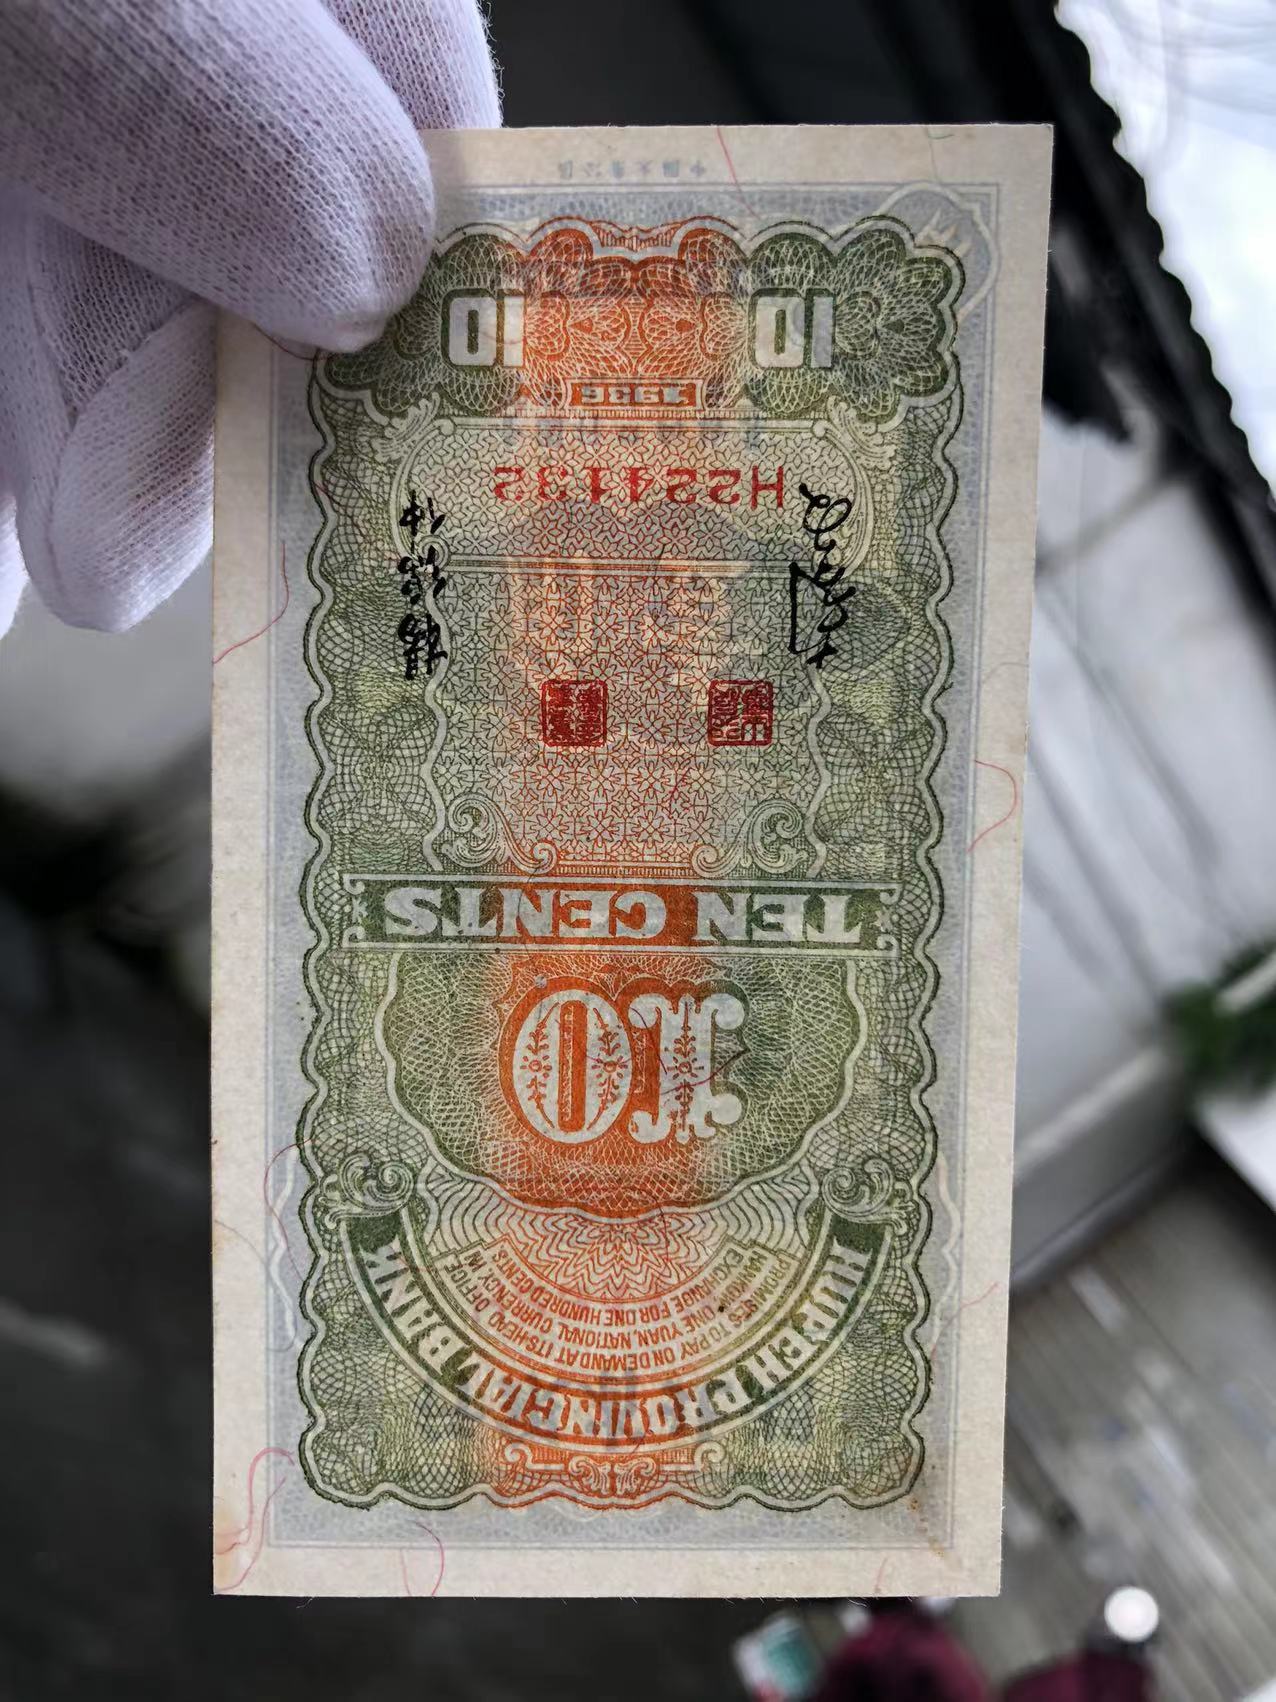 HUPEH PROVINCIAL BANK
PROMISES TO PAY ON DEMAND AT ITS HEAD OFFICE IN
HANKOW, ONE YUAN, NATIONAL CURRENCY IN
EXCHANGE FOR ONE HUNDRED CENTS
10
TEN CENTS
1936
10 10